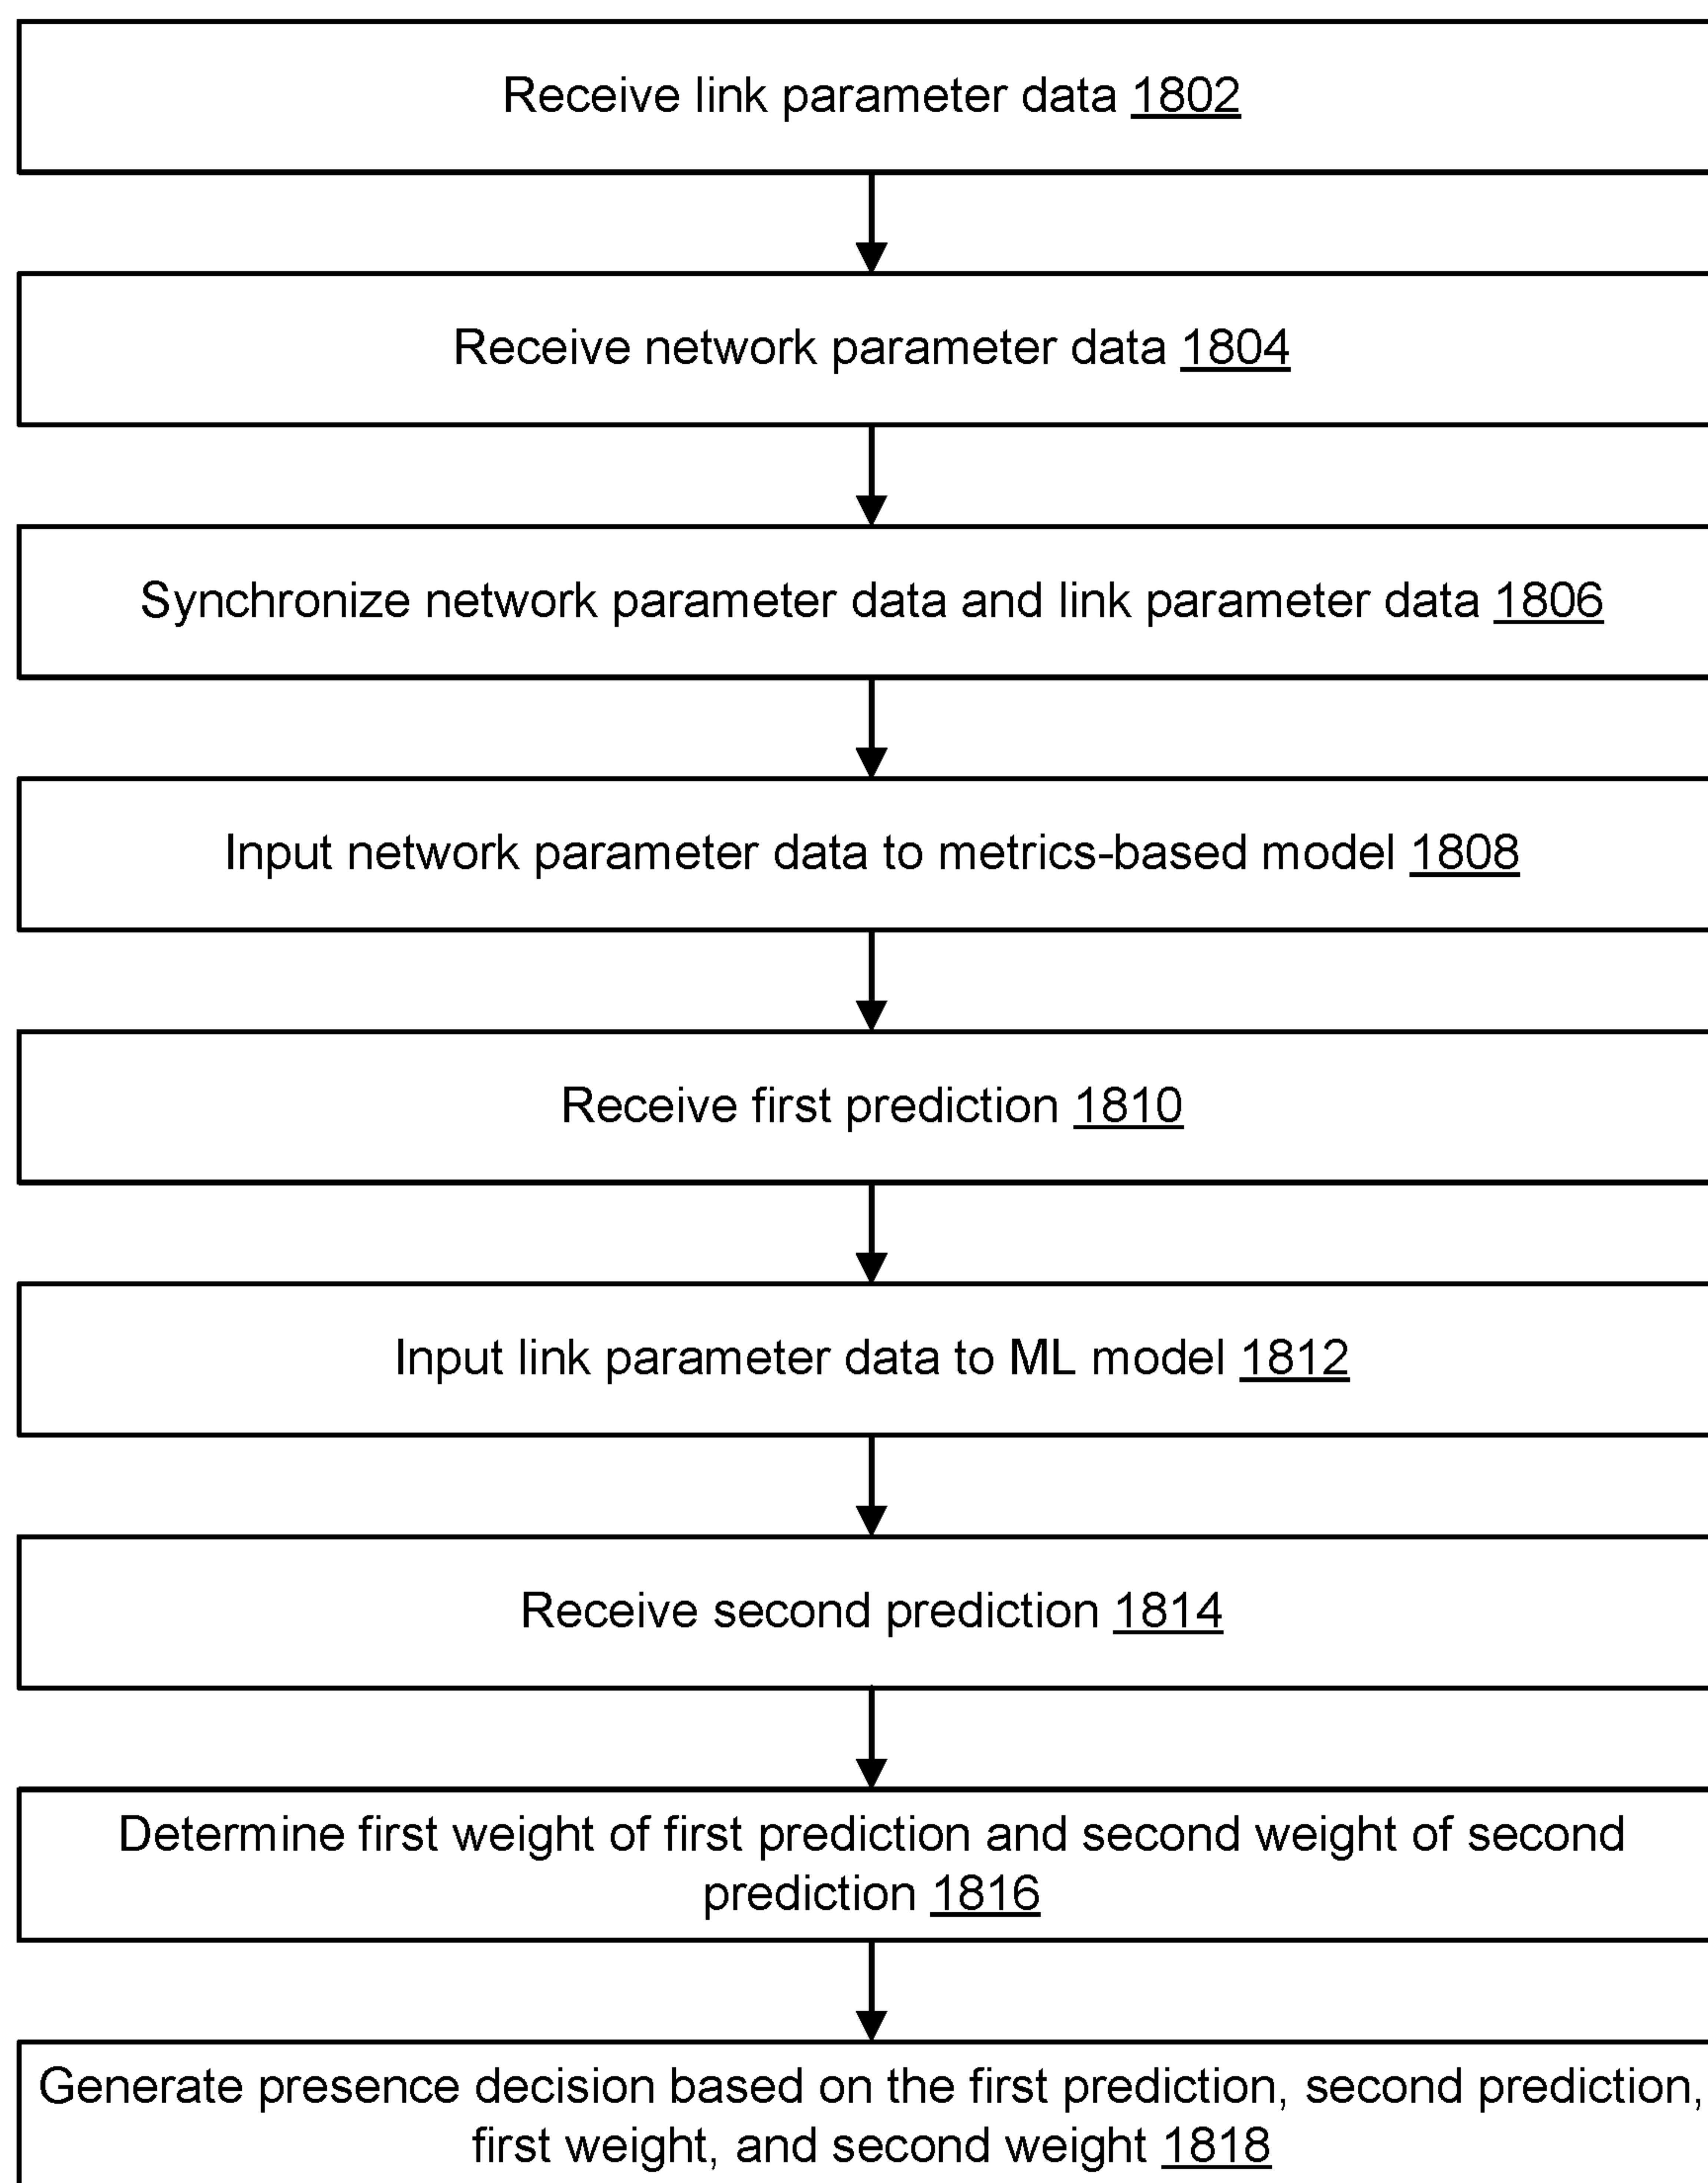 Receive link parameter data 1802
Receive network parameter data 1804
Synchronize network parameter data and link parameter data 1806
Input network parameter data to metrics-based model 1808
Receive first prediction 1810
Input link parameter data to ML model 1812
Receive second prediction 1814
Determine first weight of first prediction and second weight of second
prediction 1816
Generate presence decision based on the first prediction, second prediction,
first weight, and second weight 1818